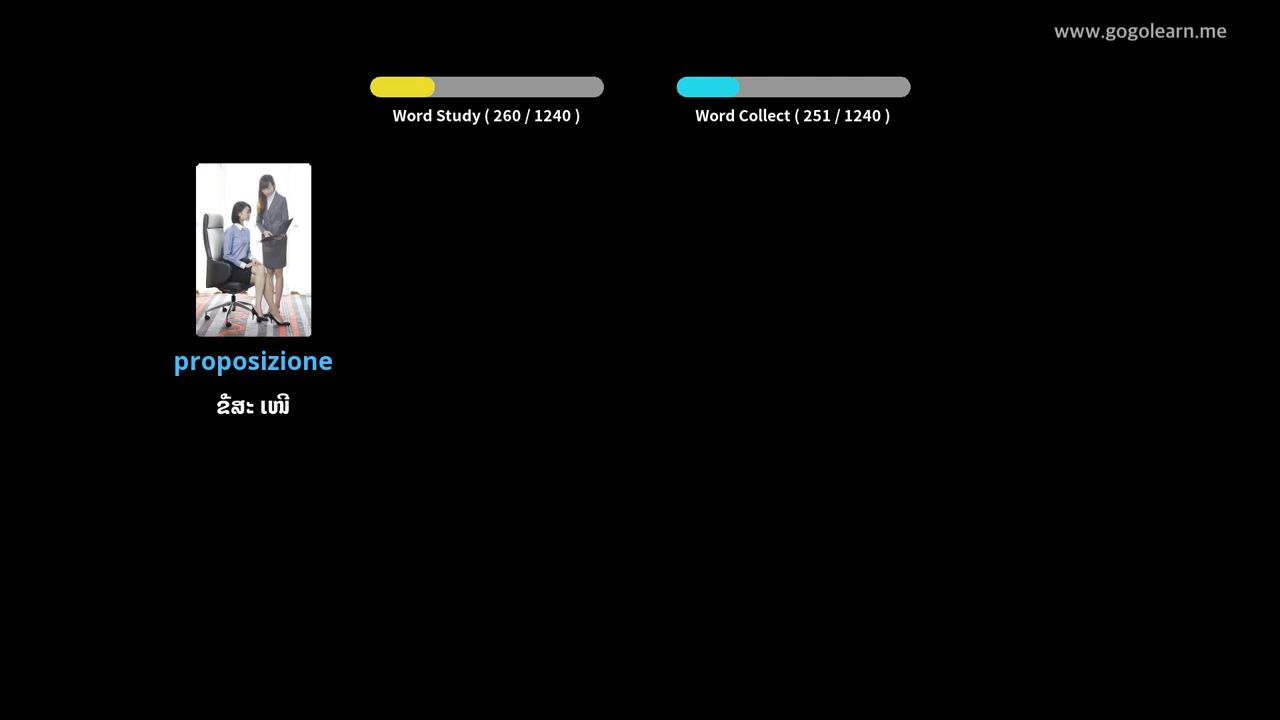 www.gogolearn.me
Word Study ( 260 / 1240 )
Word Collect ( 251 / 1240 )
proposizione
ຂໍ້ສະ ເໜີ